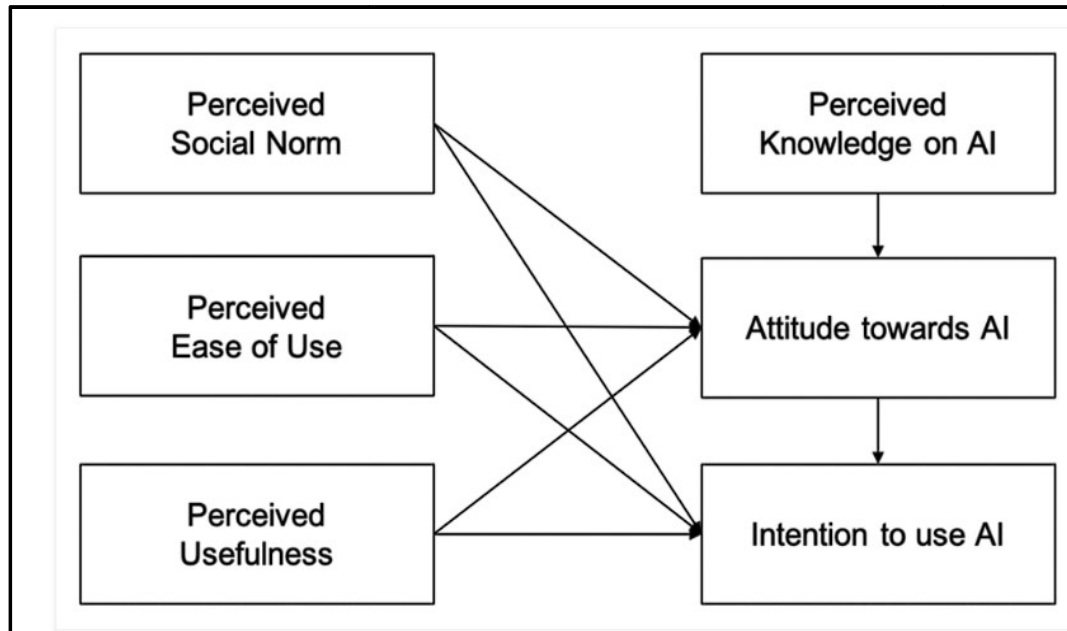 Perceived
Social Norm
Perceived
Knowledge on AI
Perceived
Ease of Use
Attitude towards AI
Perceived
Usefulness
Intention to use AI